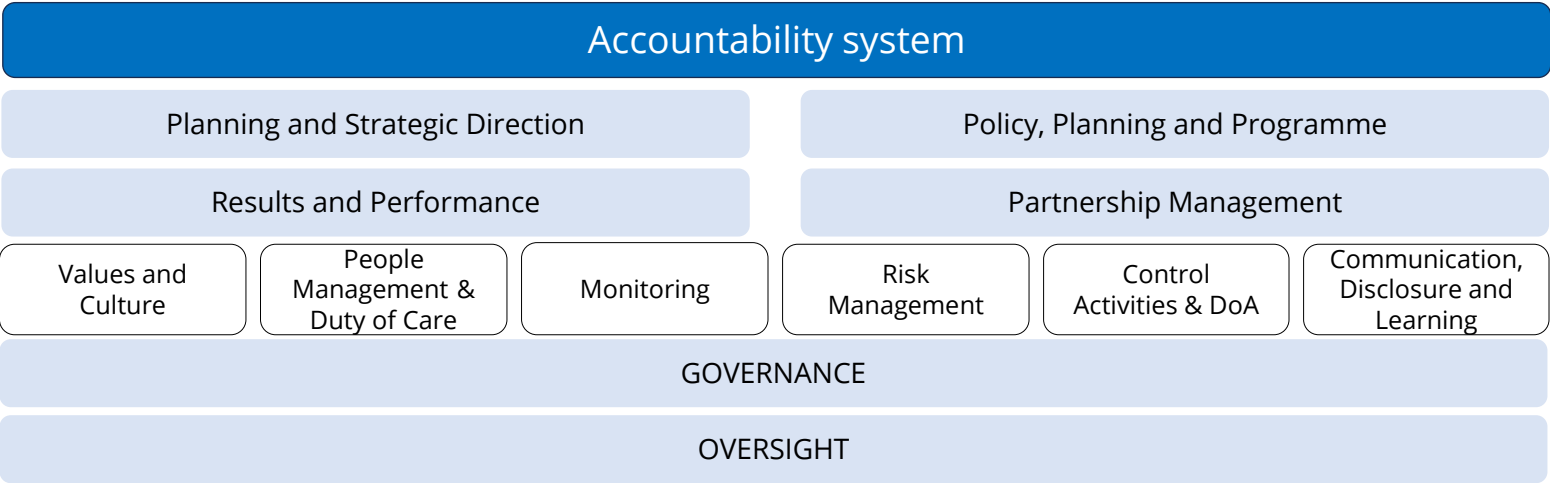 Accountability system
Planning and Strategic Direction
Policy, Planning and Programme
Results and Performance
Partnership Management
Values and
Culture
People
Management &
Duty of Care
Monitoring
Risk
Management
Control
Activities & DoA
Communication,
Disclosure and
Learning
GOVERNANCE
OVERSIGHT